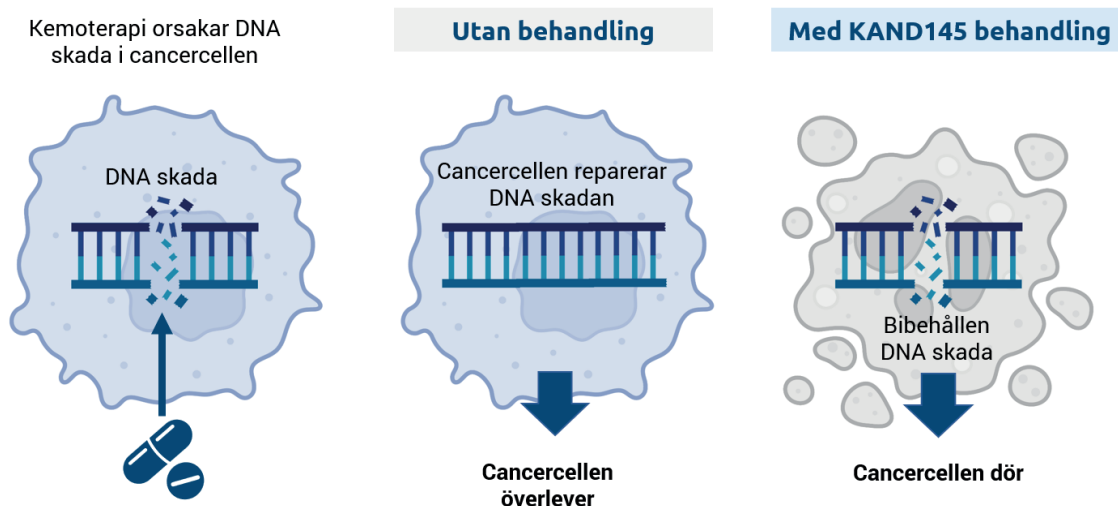 Kemoterapi orsakar DNA
skada i cancercellen
DNA skada
Utan behandling
Cancercellen reparerar
DNA skadan
Cancercellen
överlever
Med KAND145 behandling
Bibehållen
DNA skada
Cancercellen dör